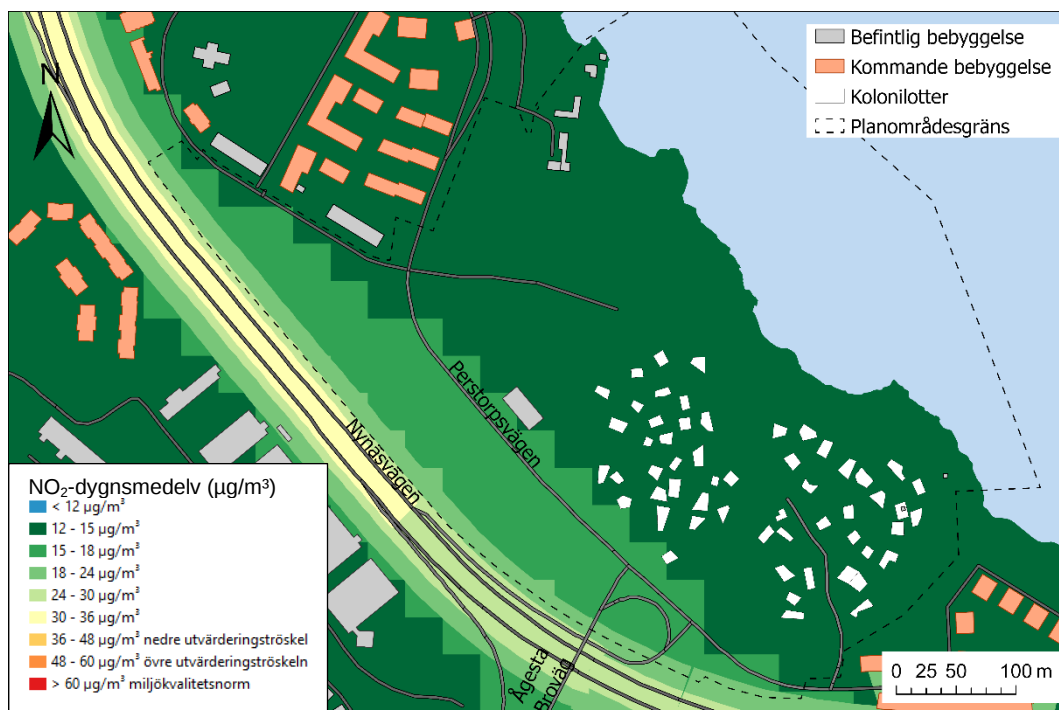 Befintlig bebyggelse
Kommande bebyggelse
Kolonilotter
Planområdesgräns
N
Perstorpsvägen
Nynäsvägen
NO₂-dygnsmedelv (µg/m³)
< 12 µg/m³
12 - 15 µg/m³
15 - 18 µg/m³
18 - 24 µg/m³
24 - 30 µg/m³
30 - 36 µg/m³
36 - 48 µg/m³ nedre utvärderingströskel
48 - 60 µg/m³ övre utvärderingströskeln
> 60 µg/m³ miljökvalitetsnorm
Ågesta
Broväg
0 25 50 100 m